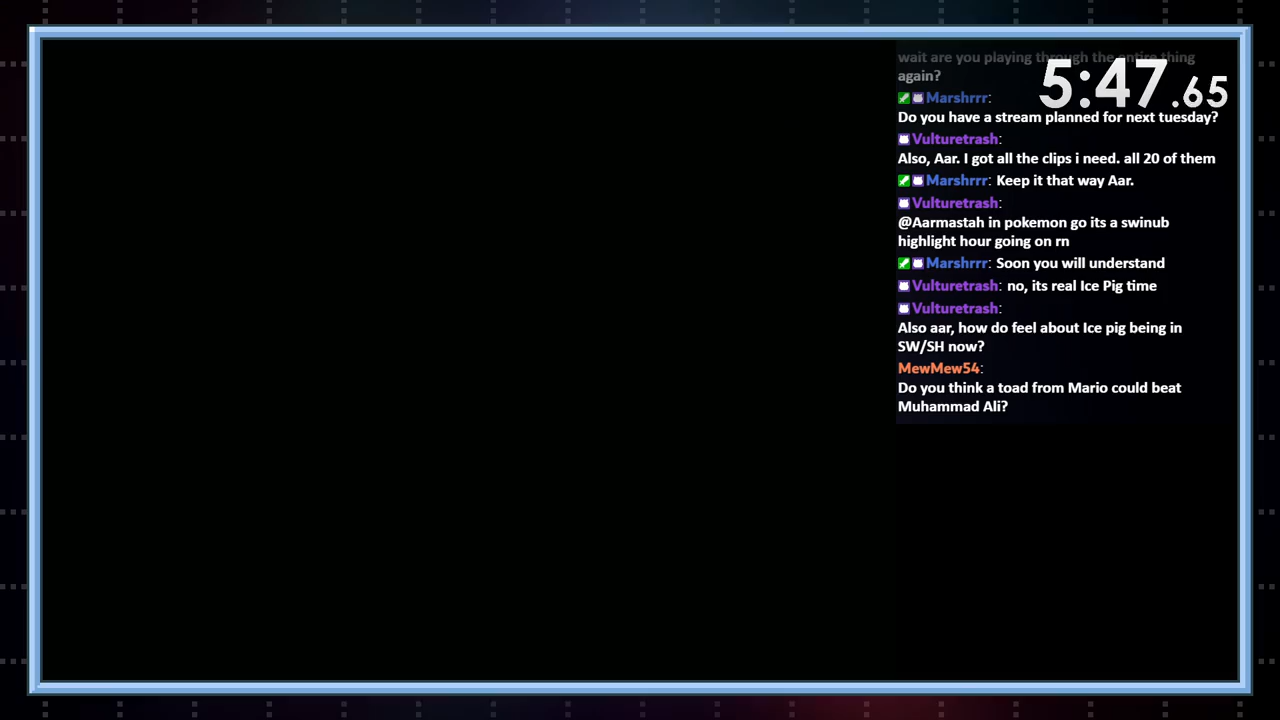 wait are you playing through the entire thing
again?
5:47.65
Marshrrr:
Do you have a stream planned for next tuesday?
Vulturetrash:
Also, Aar. I got all the clips i need. all 20 of them
Marshrrr: Keep it that way Aar.
Vulturetrash:
@Aarmastah in pokemon go its a swinub
highlight hour going on rn
Marshrrr: Soon you will understand
Vulturetrash: no, its real Ice Pig time
Vulturetrash:
Also aar, how do feel about Ice pig being in
SW/SH now?
MewMew54:
Do you think a toad from Mario could beat
Muhammad Ali?